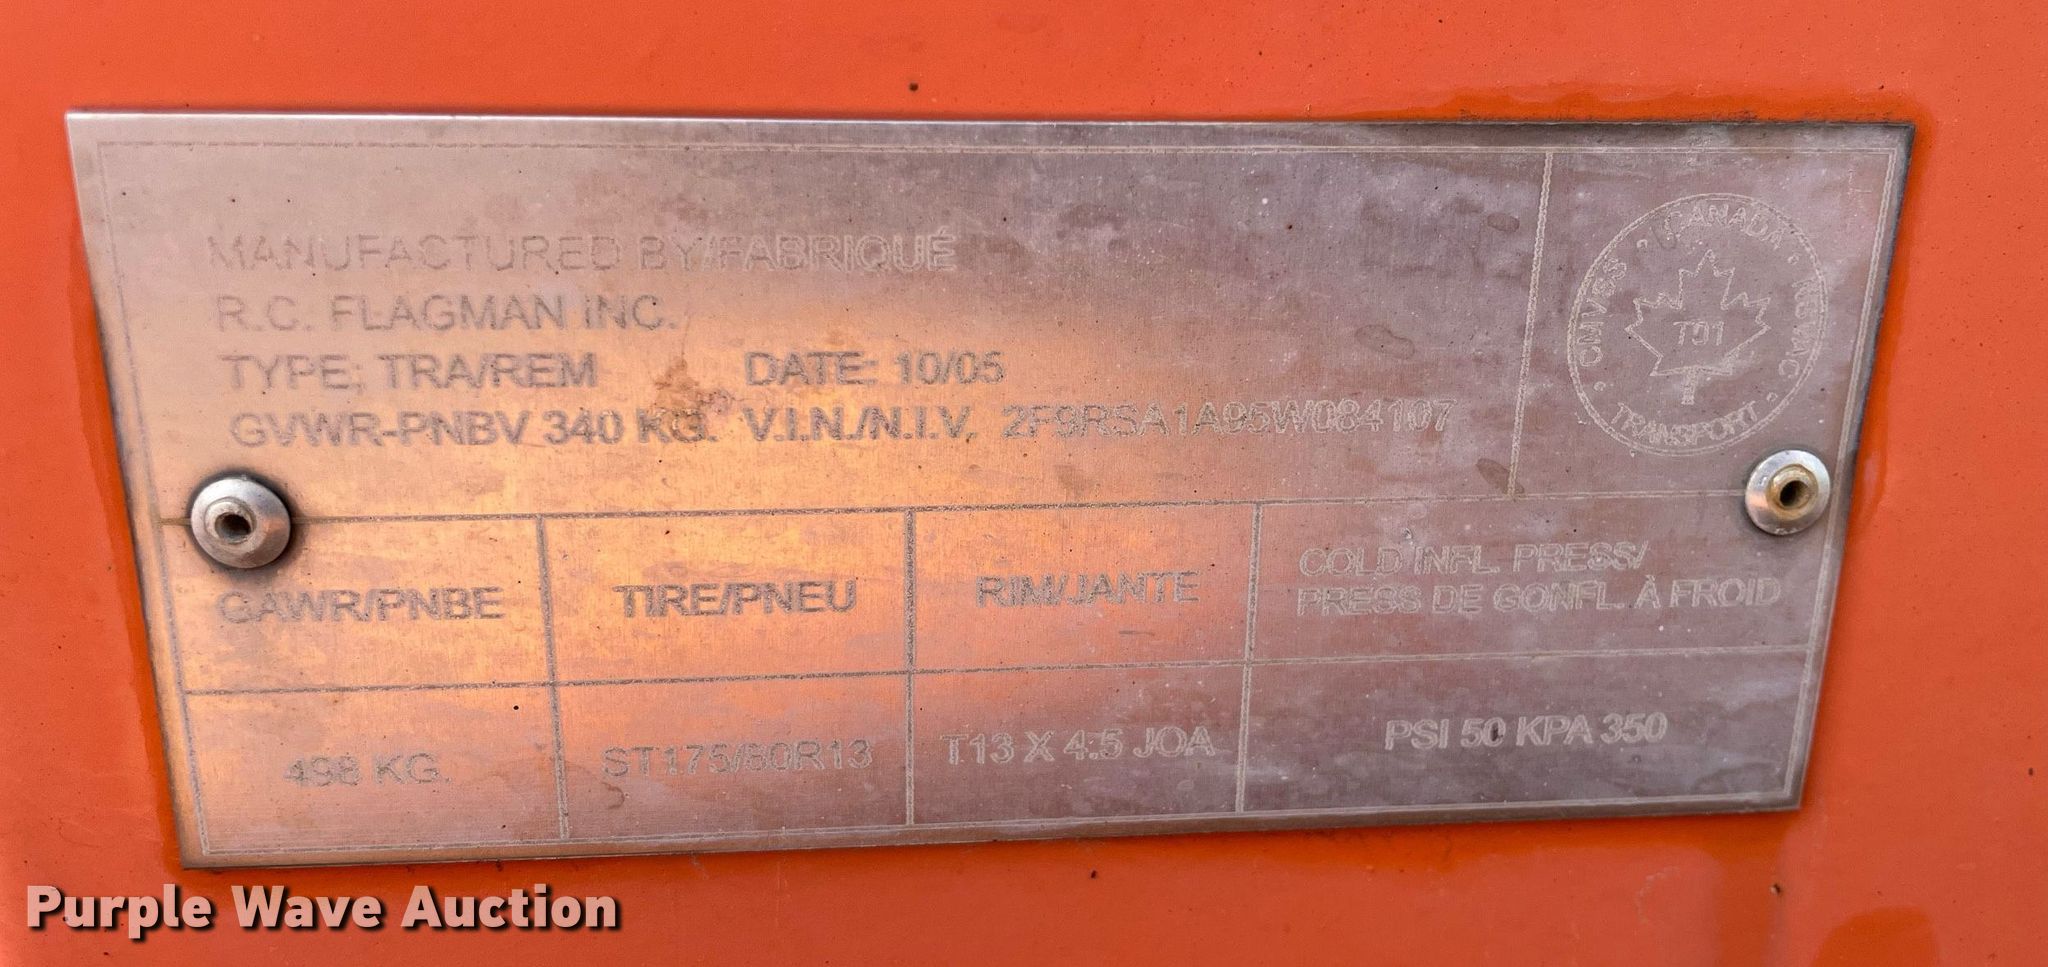 MANUFACTURED BY/FABRIQUÉ
R.C. FLAGMAN INC.
TYPE; TRA/REM DATE: 10/05
GVWR-PNBV 340 KG. V.I.N./N.I.V. 2F9RSA1A95W084107
CANADA
CMVSS · NSVAC
T01
TRANSPORT
GAWR/PNBE TIRE/PNEU RIM/JANTE COLD INFL. PRESS/
PRESS DE GONFL. À FROID
498 KG. ST175/80R13 T13 X 4.5 JOA PSI 50 KPA 350
Purple Wave Auction